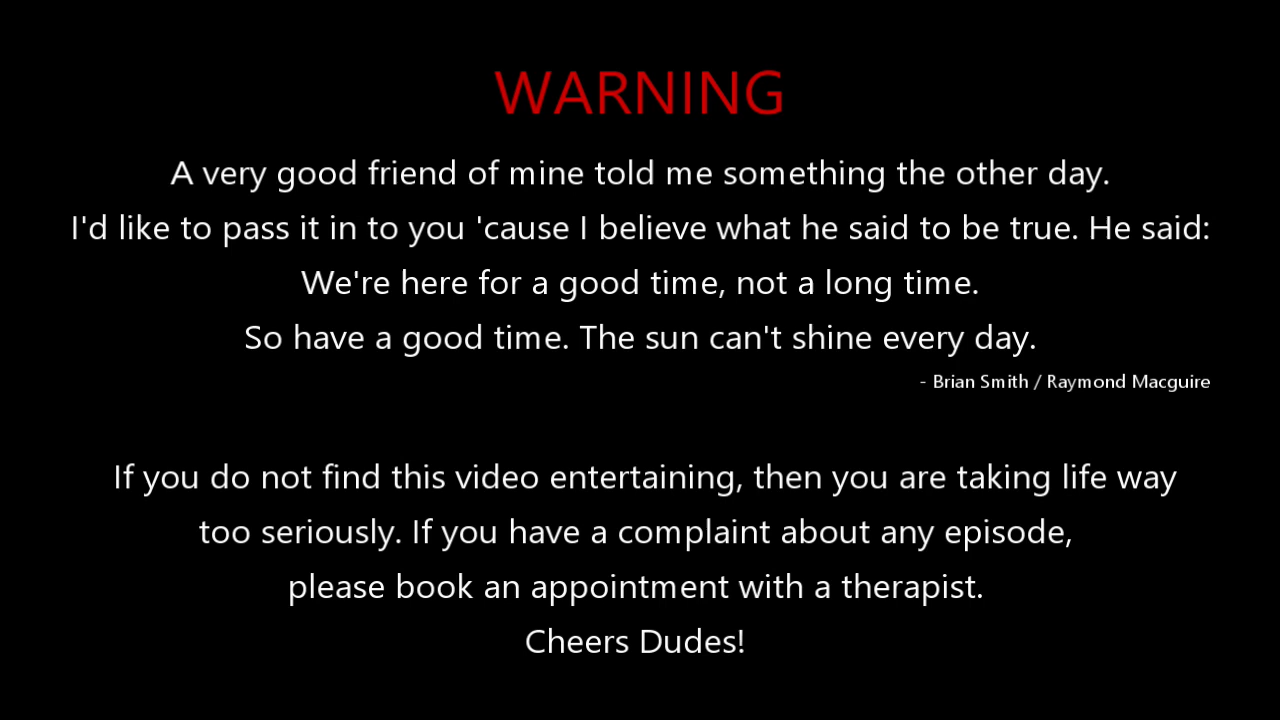 WARNING
A very good friend of mine told me something the other day.
I'd like to pass it in to you 'cause I believe what he said to be true. He said:
We're here for a good time, not a long time.
So have a good time. The sun can't shine every day.
- Brian Smith / Raymond Macguire
If you do not find this video entertaining, then you are taking life way
too seriously. If you have a complaint about any episode,
please book an appointment with a therapist.
Cheers Dudes!